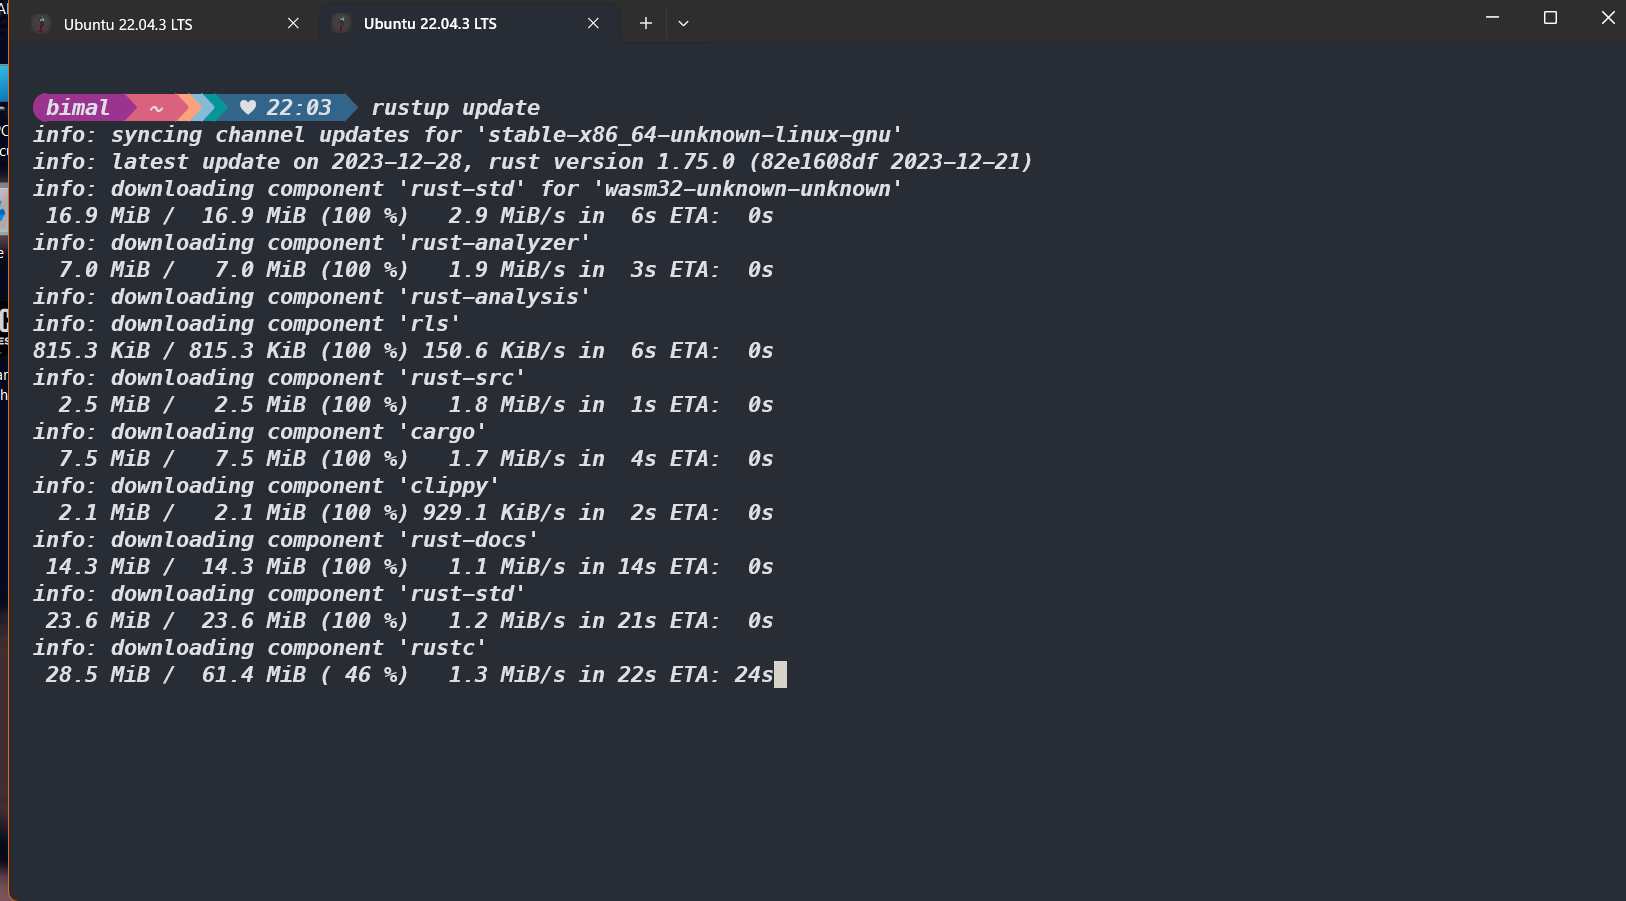 Ubuntu 22.04.3 LTS
Ubuntu 22.04.3 LTS
bimal ~ ♥ 22:03 rustup update
info: syncing channel updates for 'stable-x86_64-unknown-linux-gnu'
info: latest update on 2023-12-28, rust version 1.75.0 (82e1608df 2023-12-21)
info: downloading component 'rust-std' for 'wasm32-unknown-unknown'
 16.9 MiB /  16.9 MiB (100 %)   2.9 MiB/s in  6s ETA:  0s
info: downloading component 'rust-analyzer'
  7.0 MiB /   7.0 MiB (100 %)   1.9 MiB/s in  3s ETA:  0s
info: downloading component 'rust-analysis'
info: downloading component 'rls'
815.3 KiB / 815.3 KiB (100 %) 150.6 KiB/s in  6s ETA:  0s
info: downloading component 'rust-src'
  2.5 MiB /   2.5 MiB (100 %)   1.8 MiB/s in  1s ETA:  0s
info: downloading component 'cargo'
  7.5 MiB /   7.5 MiB (100 %)   1.7 MiB/s in  4s ETA:  0s
info: downloading component 'clippy'
  2.1 MiB /   2.1 MiB (100 %) 929.1 KiB/s in  2s ETA:  0s
info: downloading component 'rust-docs'
 14.3 MiB /  14.3 MiB (100 %)   1.1 MiB/s in 14s ETA:  0s
info: downloading component 'rust-std'
 23.6 MiB /  23.6 MiB (100 %)   1.2 MiB/s in 21s ETA:  0s
info: downloading component 'rustc'
 28.5 MiB /  61.4 MiB ( 46 %)   1.3 MiB/s in 22s ETA: 24s